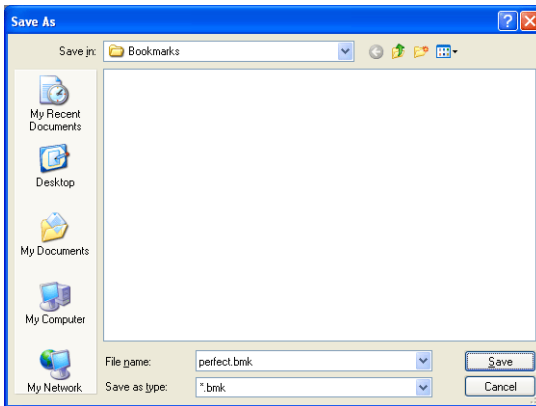 Save As
Save in:
Bookmarks
My Recent
Documents
Desktop
My Documents
My Computer
My Network
File name:
perfect.bmk
Save
Save as type:
*.bmk
Cancel